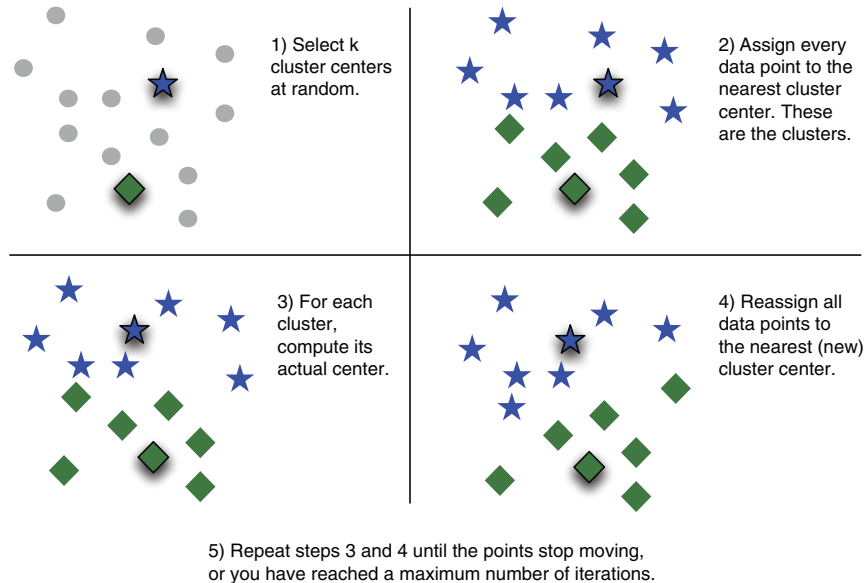 1) Select k
cluster centers
at random.
2) Assign every
data point to the
nearest cluster
center. These
are the clusters.
3) For each
cluster,
compute its
actual center.
4) Reassign all
data points to
the nearest (new)
cluster center.
5) Repeat steps 3 and 4 until the points stop moving,
or you have reached a maximum number of iterations.